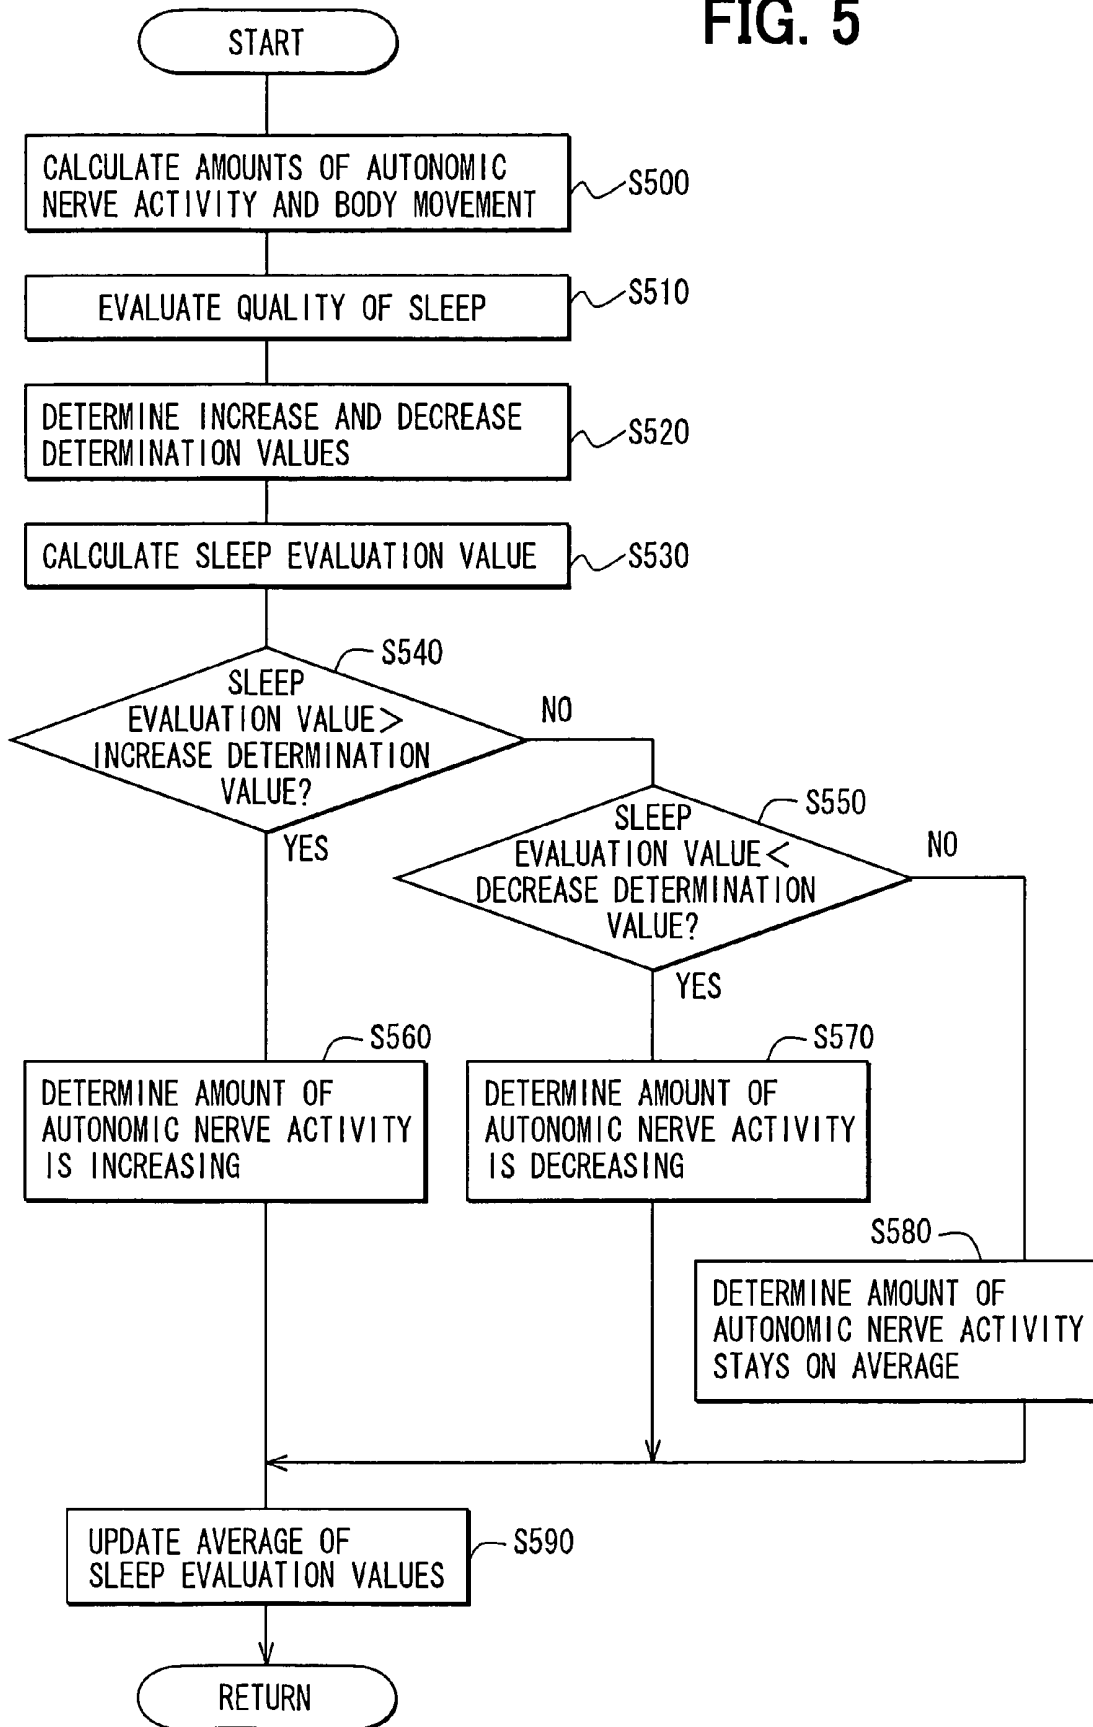 FIG. 5
START
CALCULATE AMOUNTS OF AUTONOMIC
NERVE ACTIVITY AND BODY MOVEMENT
S500
EVALUATE QUALITY OF SLEEP
S510
DETERMINE INCREASE AND DECREASE
DETERMINATION VALUES
S520
CALCULATE SLEEP EVALUATION VALUE
S530
S540
SLEEP
EVALUATION VALUE>
INCREASE DETERMINATION
VALUE?
NO
YES
S550
SLEEP
EVALUATION VALUE<
DECREASE DETERMINATION
VALUE?
NO
YES
S560
DETERMINE AMOUNT OF
AUTONOMIC NERVE ACTIVITY
IS INCREASING
S570
DETERMINE AMOUNT OF
AUTONOMIC NERVE ACTIVITY
IS DECREASING
S580
DETERMINE AMOUNT OF
AUTONOMIC NERVE ACTIVITY
STAYS ON AVERAGE
UPDATE AVERAGE OF
SLEEP EVALUATION VALUES
S590
RETURN